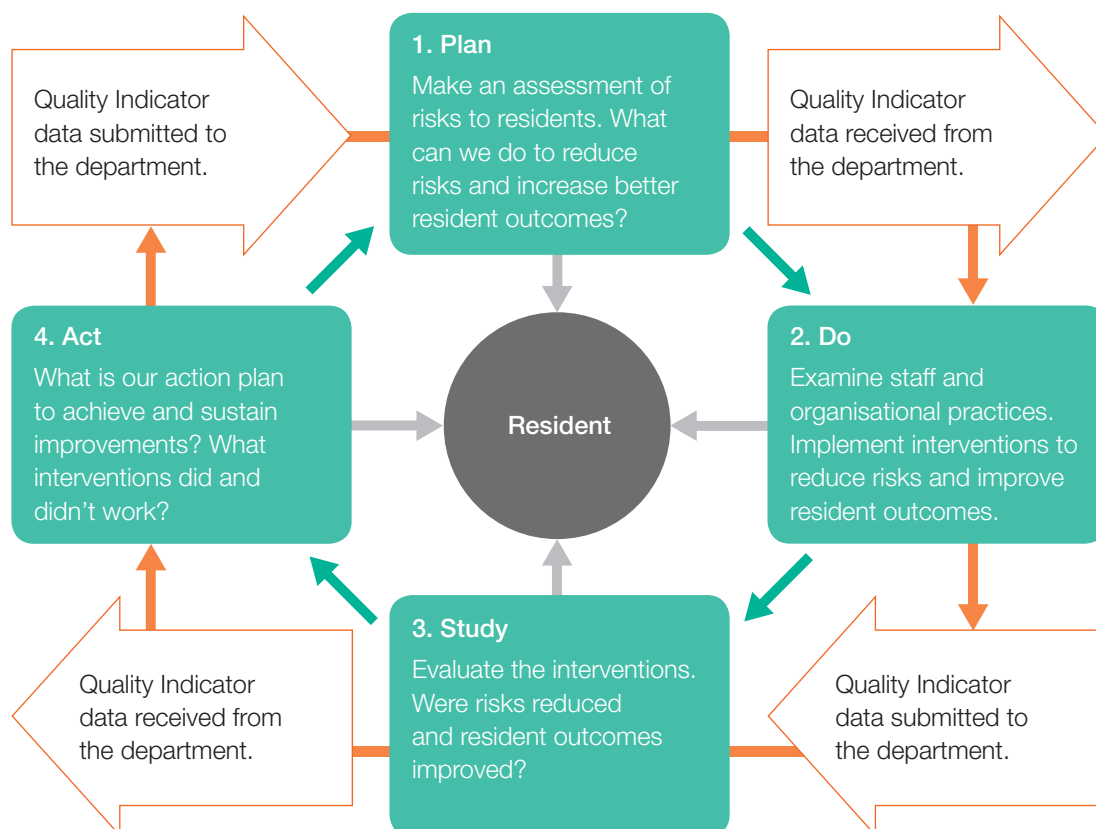 Quality Indicator
data submitted to
the department.
1. Plan
Make an assessment of
risks to residents. What
can we do to reduce
risks and increase better
resident outcomes?
Quality Indicator
data received from
the department.
4. Act
What is our action plan
to achieve and sustain
improvements? What
interventions did and
didn’t work?
Resident
2. Do
Examine staff and
organisational practices.
Implement interventions to
reduce risks and improve
resident outcomes.
Quality Indicator
data received from
the department.
3. Study
Evaluate the interventions.
Were risks reduced
and resident outcomes
improved?
Quality Indicator
data submitted to
the department.